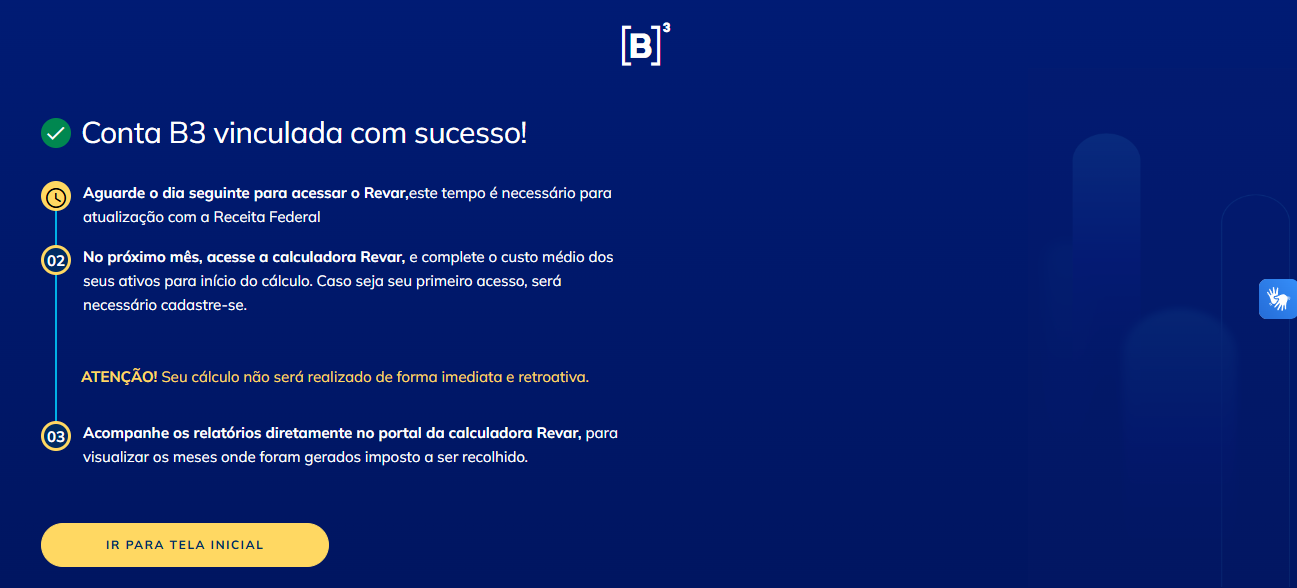 [B]³
Conta B3 vinculada com sucesso!
Aguarde o dia seguinte para acessar o Revar,este tempo é necessário para
atualização com a Receita Federal
02
No próximo mês, acesse a calculadora Revar, e complete o custo médio dos
seus ativos para início do cálculo. Caso seja seu primeiro acesso, será
necessário cadastre-se.
ATENÇÃO! Seu cálculo não será realizado de forma imediata e retroativa.
03
Acompanhe os relatórios diretamente no portal da calculadora Revar, para
visualizar os meses onde foram gerados imposto a ser recolhido.
IR PARA TELA INICIAL